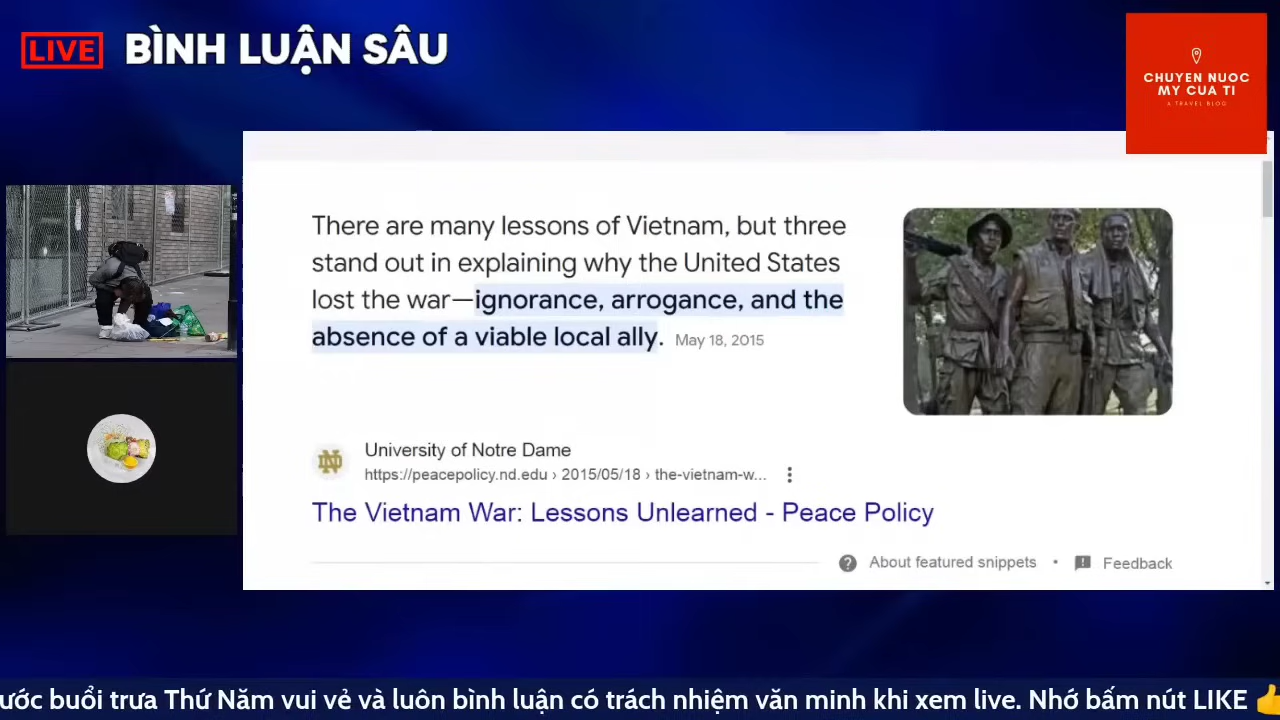 LIVE BÌNH LUẬN SÂU
CHUYEN NUOC
MY CUA TI
A TRAVEL BLOG
There are many lessons of Vietnam, but three
stand out in explaining why the United States
lost the war—ignorance, arrogance, and the
absence of a viable local ally. May 18, 2015
University of Notre Dame
https://peacepolicy.nd.edu › 2015/05/18 › the-vietnam-w...
The Vietnam War: Lessons Unlearned - Peace Policy
About featured snippets • Feedback
ước buổi trưa Thứ Năm vui vẻ và luôn bình luận có trách nhiệm văn minh khi xem live. Nhớ bấm nút LIKE 👍